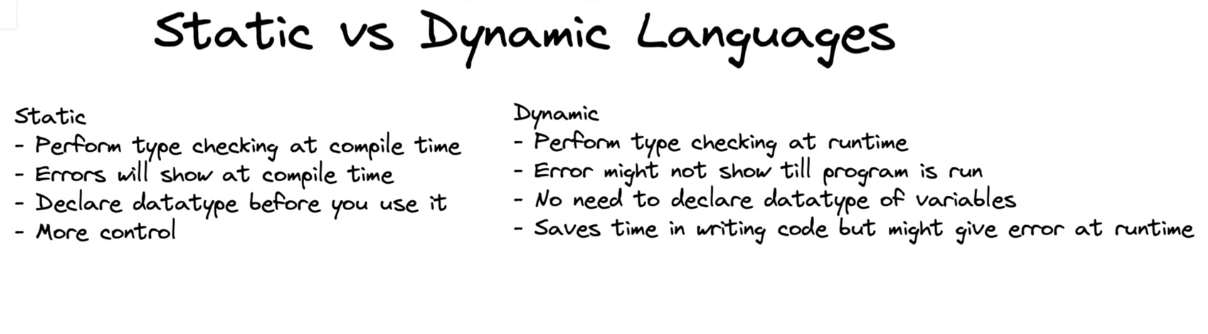 Static vs Dynamic Languages
Static
- Perform type checking at compile time
- Errors will show at compile time
- Declare datatype before you use it
- More control
Dynamic
- Perform type checking at runtime
- Error might not show till program is run
- No need to declare datatype of variables
- Saves time in writing code but might give error at runtime